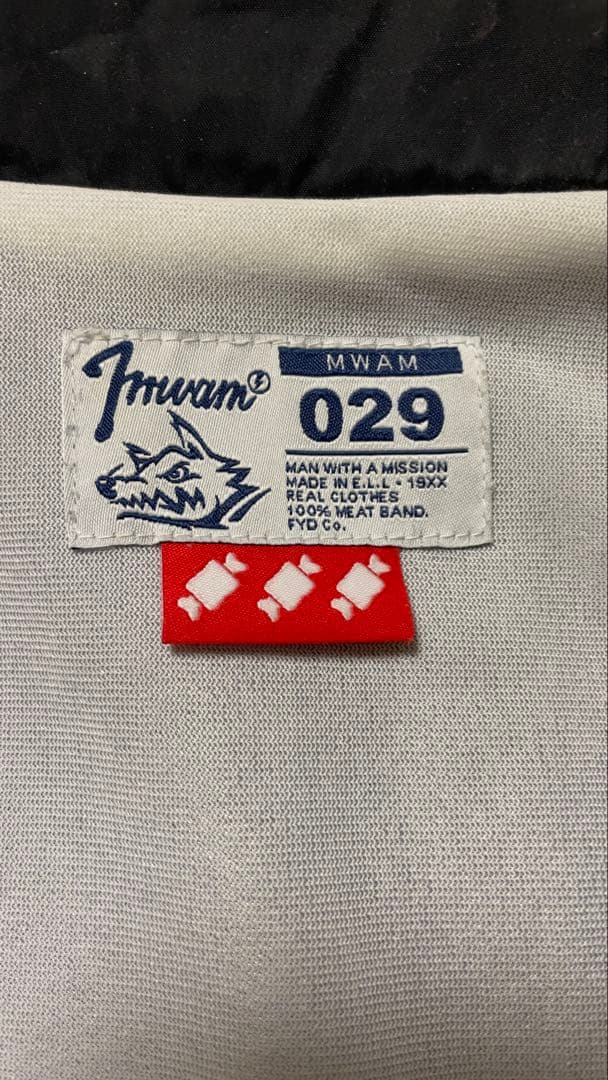 mwam
MWAM
029
MAN WITH A MISSION
MADE IN E.L.L • 19XX
REAL CLOTHES
100% MEAT BAND.
FYD Co.